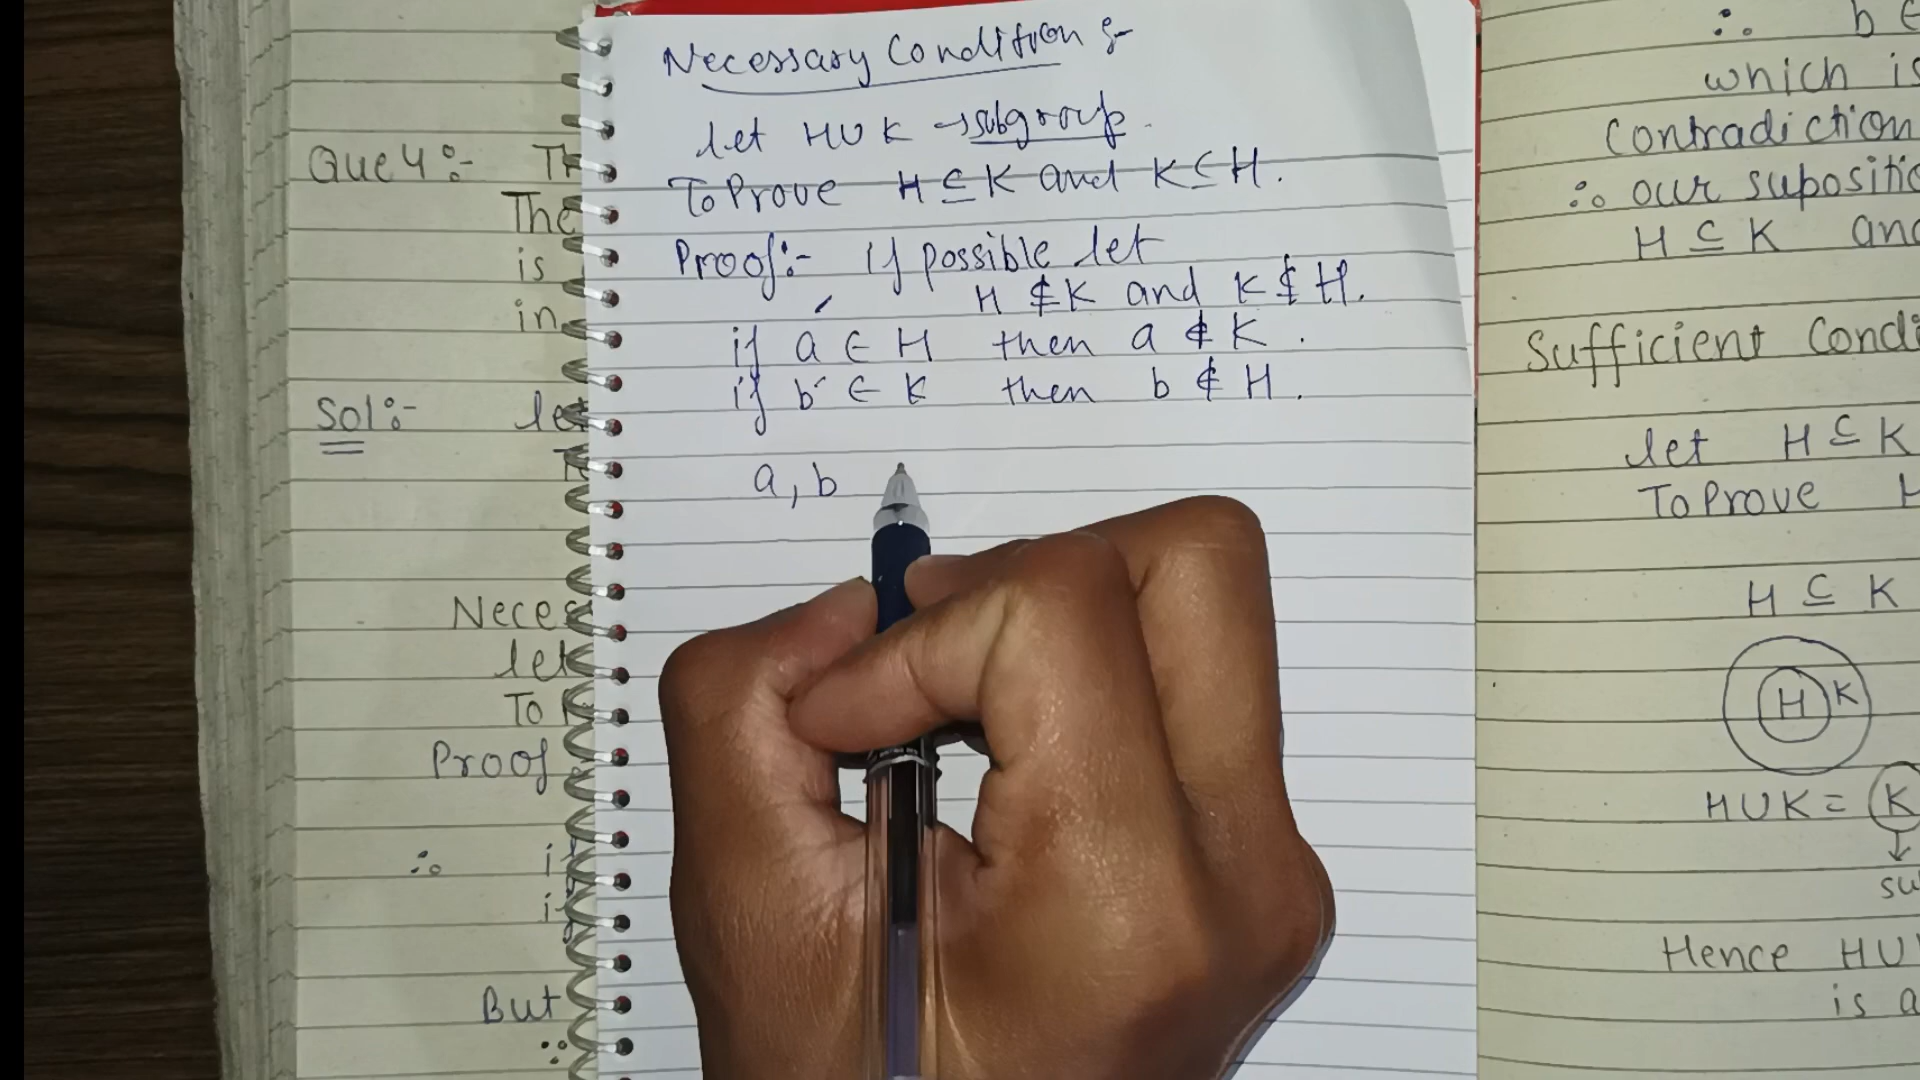 Que 4:-
The
is
in
Sol:-
Neces
let
To
Proof
∴
But
∵
Necessary Condition :-
let H∪K → subgroup.
To Prove H ⊆ K and K ⊆ H.
Proof:- if possible let
H ⊄ K and K ⊄ H.
if a ∈ H then a ∉ K.
if b ∈ K then b ∉ H.
a, b
∴ b ∈
which is
Contradiction
∴ our supositio
H ⊆ K and
Sufficient Condi
let H ⊆ K
To Prove H
H ⊆ K
H K
H∪K = K
↓
su
Hence H∪
is a